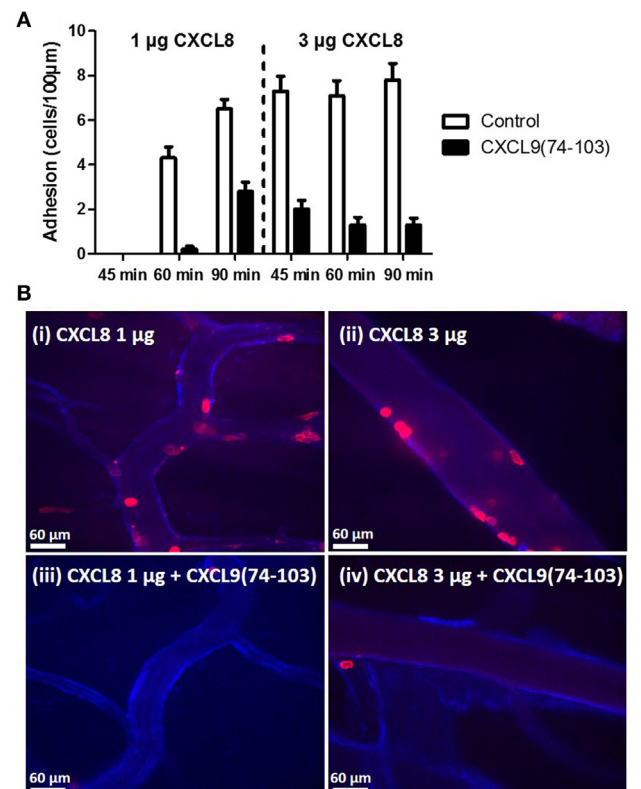 A
10
8
6
4
2
0
Adhesion (cells/100µm)
1 µg CXCL8
3 µg CXCL8
Control
CXCL9(74-103)
45 min 60 min 90 min 45 min 60 min 90 min
B
(i) CXCL8 1 µg
60 µm
(ii) CXCL8 3 µg
60 µm
(iii) CXCL8 1 µg + CXCL9(74-103)
60 µm
(iv) CXCL8 3 µg + CXCL9(74-103)
60 µm